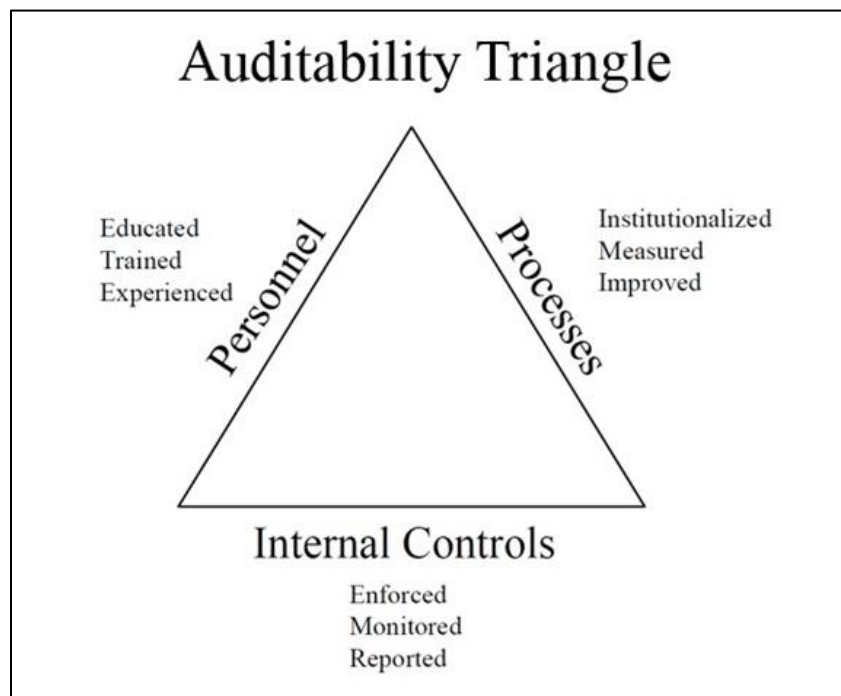 Auditability Triangle
Educated
Trained
Experienced
Personnel
Processes
Institutionalized
Measured
Improved
Internal Controls
Enforced
Monitored
Reported